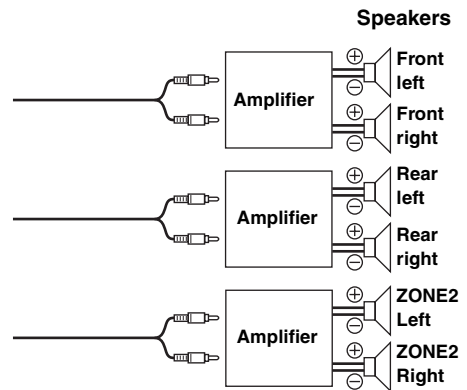 Speakers
Front
left
Amplifier
Front
right
Rear
left
Amplifier
Rear
right
ZONE2
Left
Amplifier
ZONE2
Right